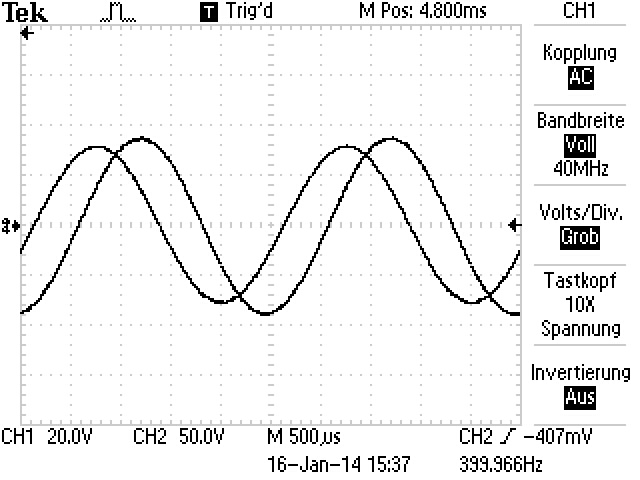 Tek T Trig'd M Pos: 4.800ms CH1
Kopplung
AC
Bandbreite
Voll
40MHz
Volts/Div.
Grob
Tastkopf
10X
Spannung
Invertierung
Aus
CH1 20.0V CH2 50.0V M 500µs CH2 -407mV
16-Jan-14 15:37 399.966Hz